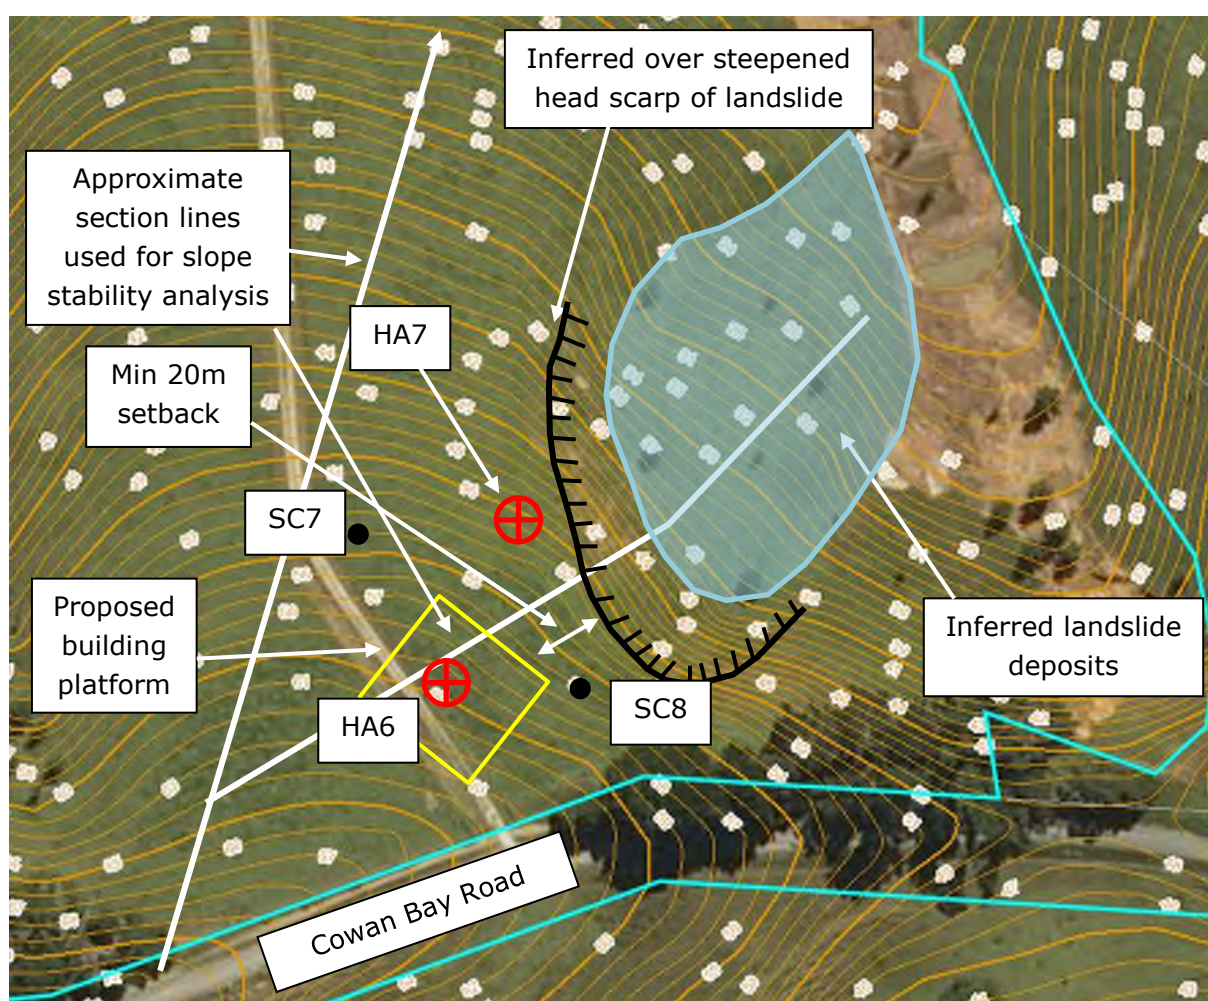 Inferred over steepened
head scarp of landslide
Approximate
section lines
used for slope
stability analysis
HA7
Min 20m
setback
SC7
Proposed
building
platform
Inferred landslide
deposits
SC8
HA6
Cowan Bay Road